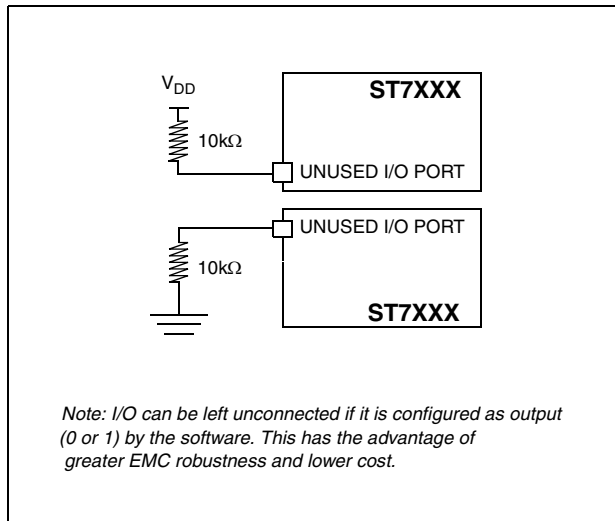 V_DD
ST7XXX
10kΩ
UNUSED I/O PORT
UNUSED I/O PORT
10kΩ
ST7XXX
Note: I/O can be left unconnected if it is configured as output
(0 or 1) by the software. This has the advantage of
greater EMC robustness and lower cost.